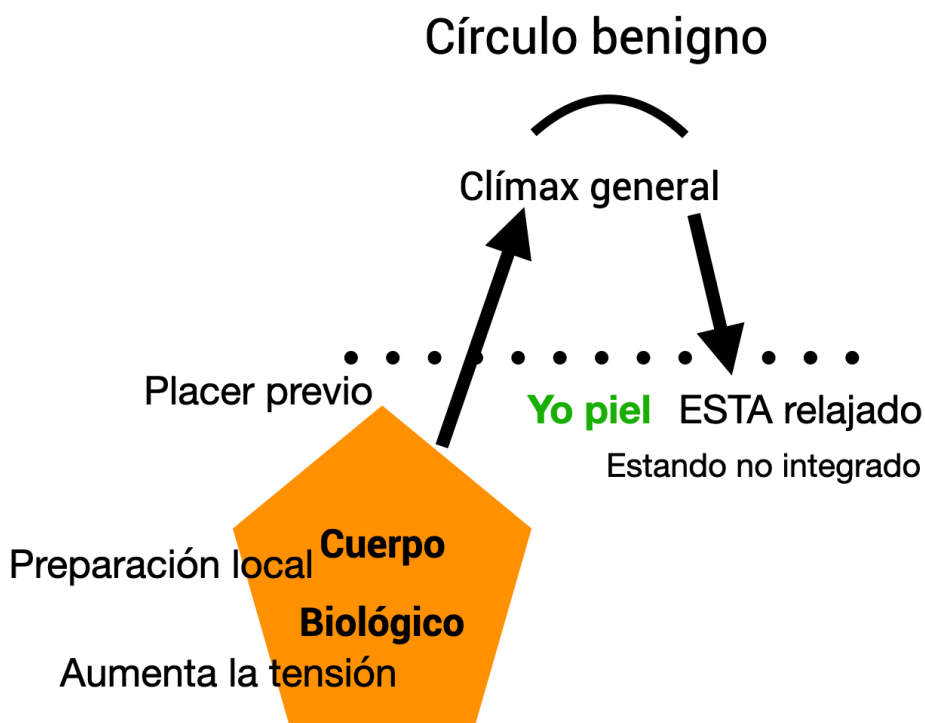 Círculo benigno
Clímax general
Placer previo
Yo piel ESTA relajado
Estando no integrado
Cuerpo
Preparación local
Biológico
Aumenta la tensión